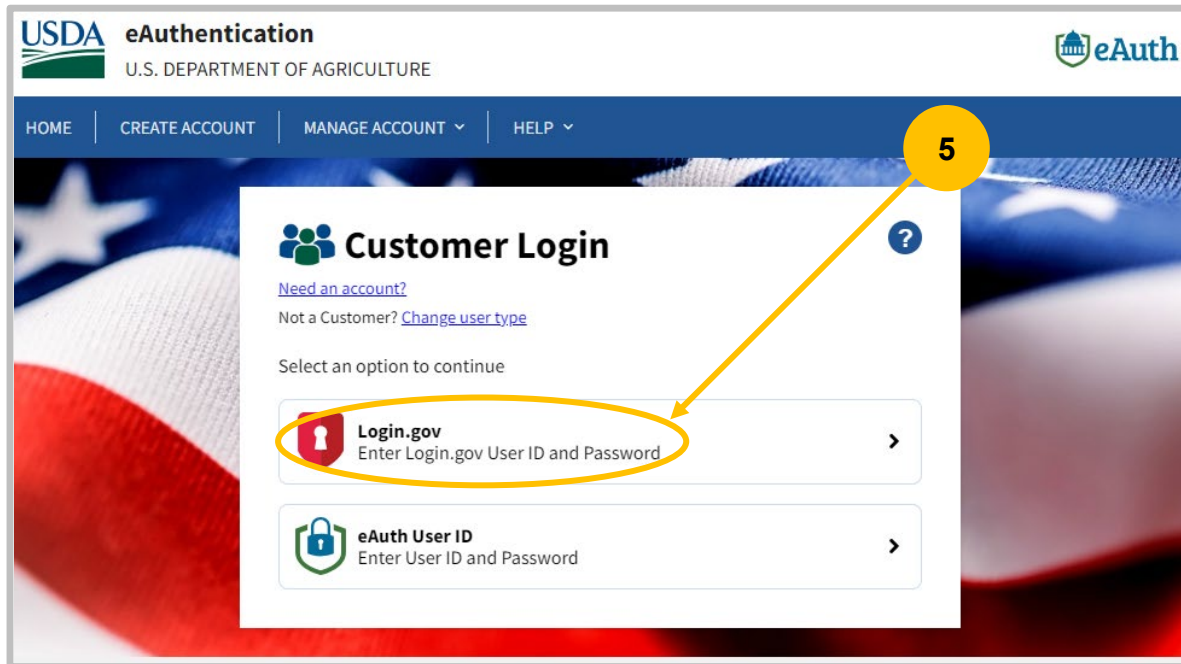 USDA
eAuthentication
U.S. DEPARTMENT OF AGRICULTURE
eAuth
HOME
CREATE ACCOUNT
MANAGE ACCOUNT
HELP
5
Customer Login
?
Need an account?
Not a Customer? Change user type
Select an option to continue
Login.gov
Enter Login.gov User ID and Password
eAuth User ID
Enter User ID and Password